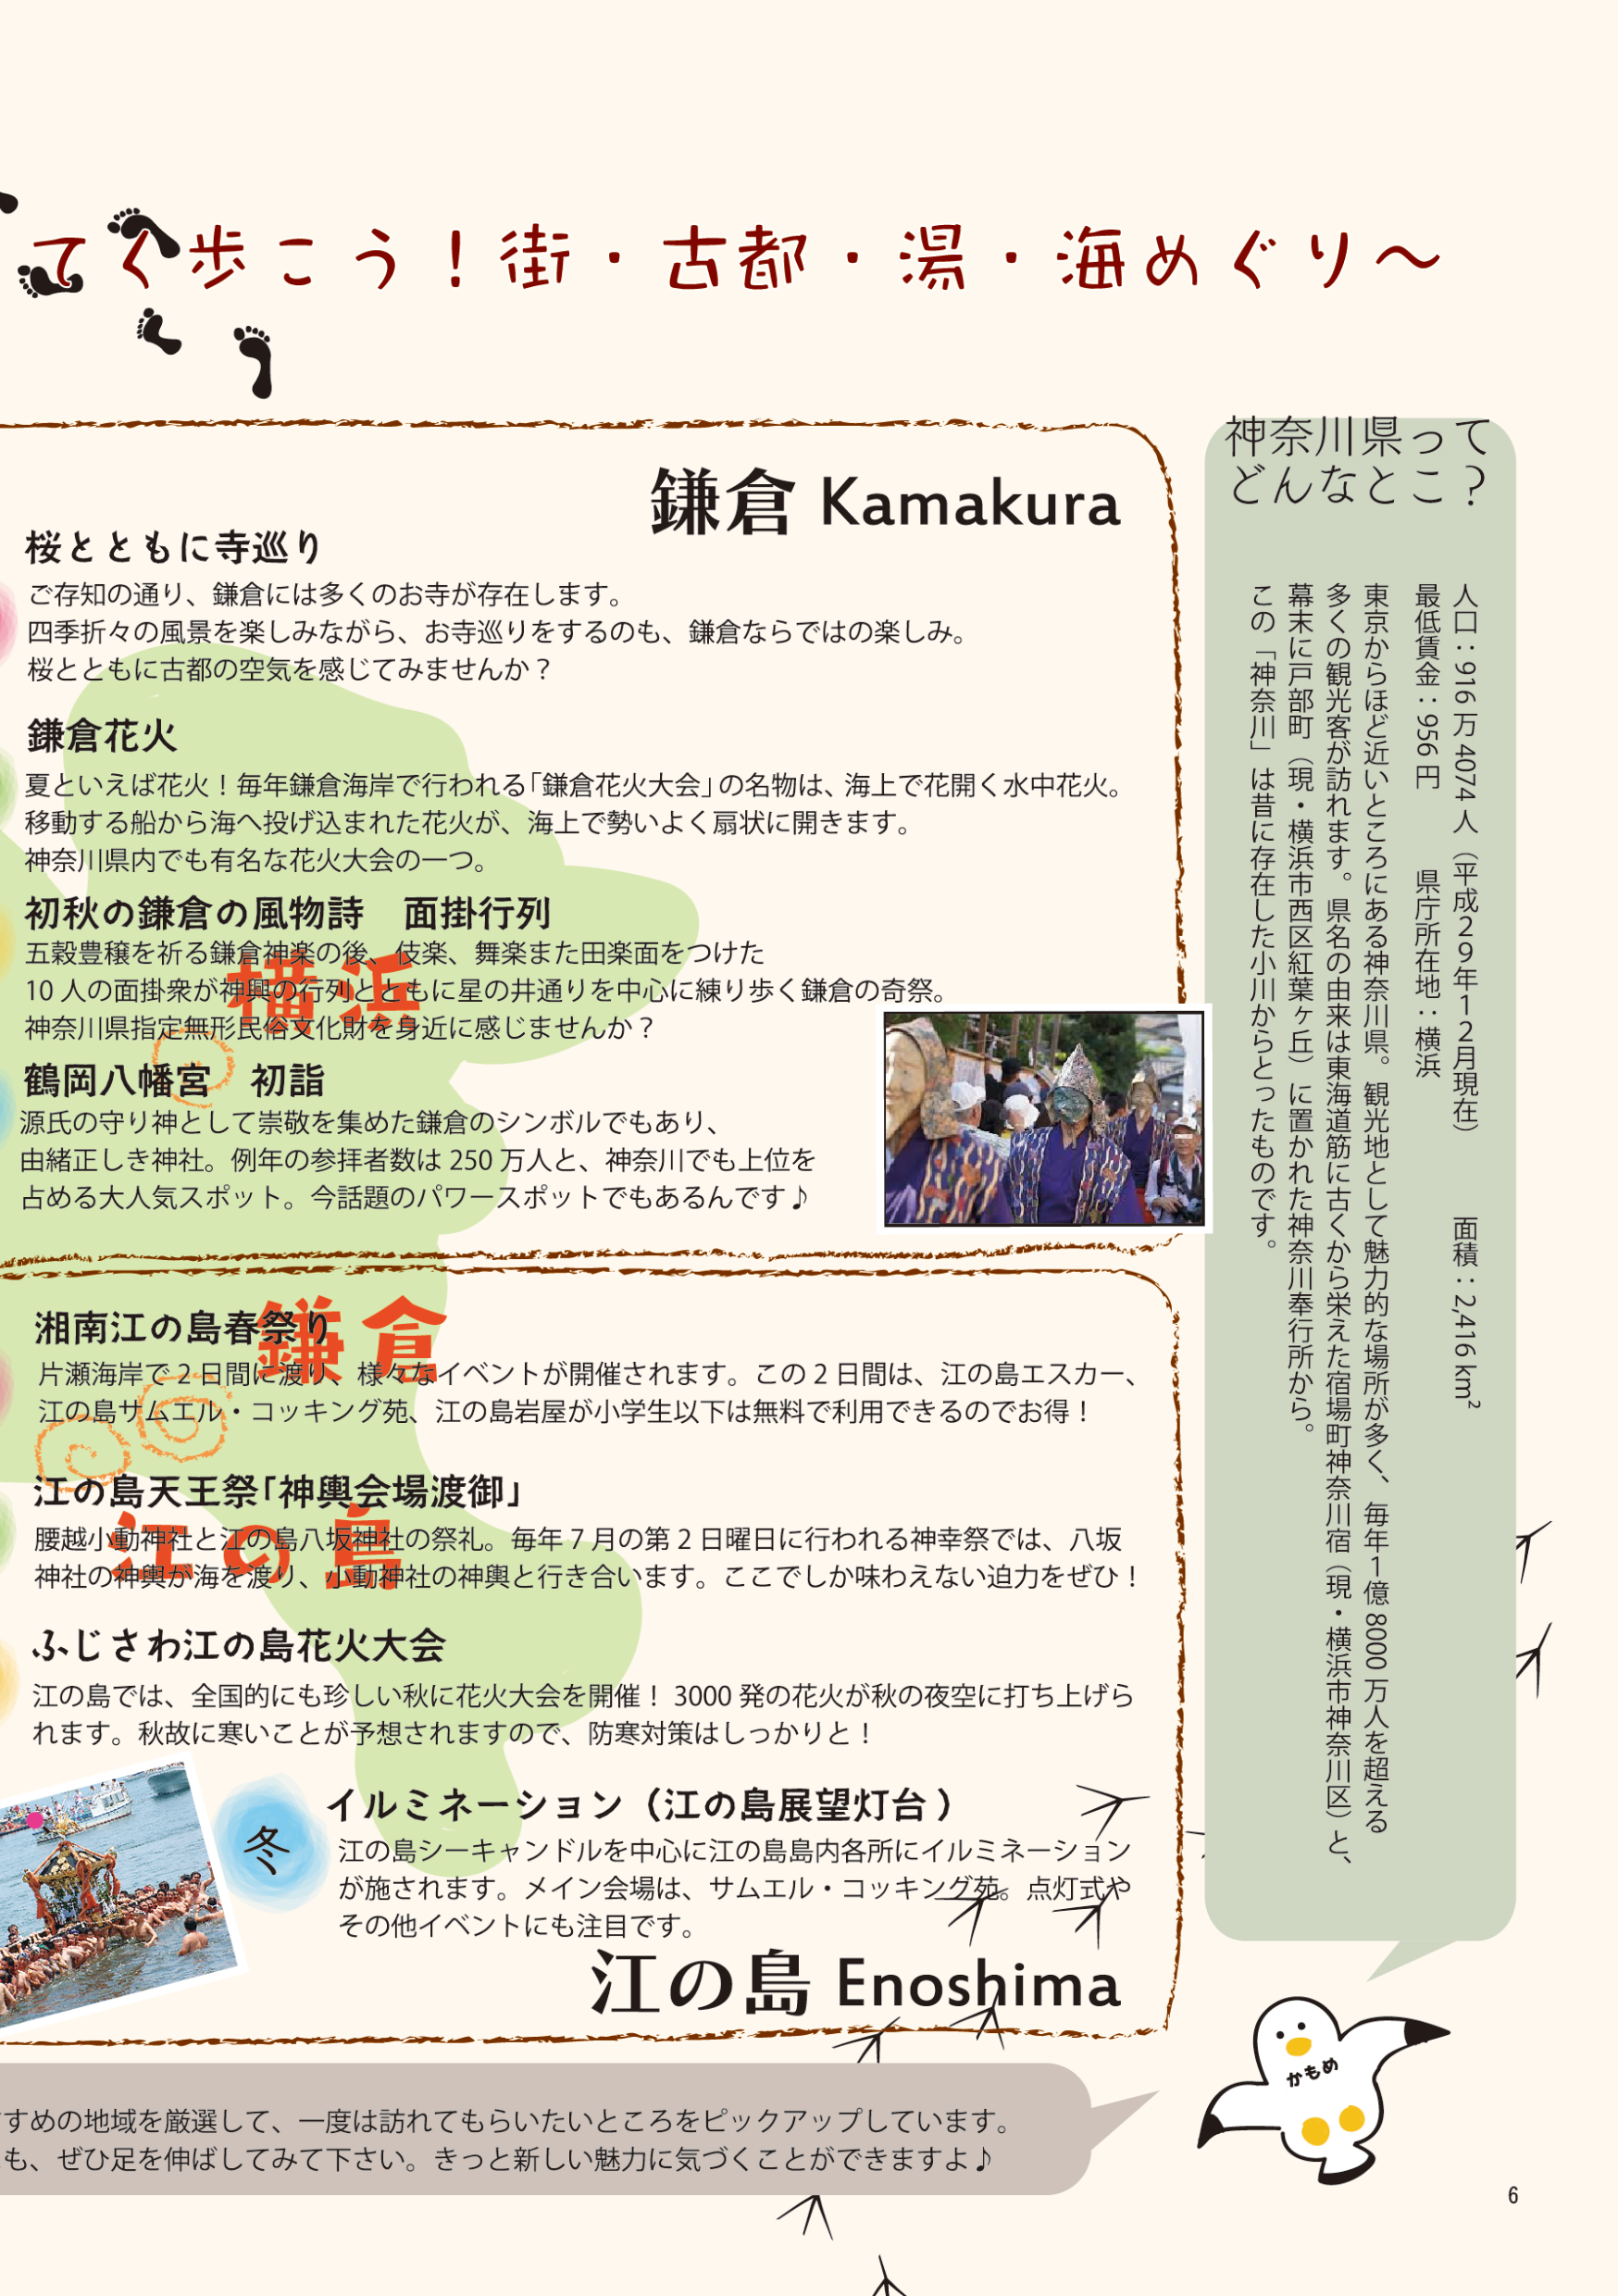 てく歩こう！街・古都・湯・海めぐり～
鎌倉 Kamakura
桜とともに寺巡り
ご存知の通り、鎌倉には多くのお寺が存在します。
四季折々の風景を楽しみながら、お寺巡りをするのも、鎌倉ならではの楽しみ。
桜とともに古都の空気を感じてみませんか？
鎌倉花火
夏といえば花火！毎年鎌倉海岸で行われる「鎌倉花火大会」の名物は、海上で花開く水中花火。
移動する船から海へ投げ込まれた花火が、海上で勢いよく扇状に開きます。
神奈川県内でも有名な花火大会の一つ。
初秋の鎌倉の風物詩　面掛行列
五穀豊穣を祈る鎌倉神楽の後、伎楽、舞楽また田楽面をつけた
10 人の面掛衆が神輿の行列とともに星の井通りを中心に練り歩く鎌倉の奇祭。
神奈川県指定無形民俗文化財を身近に感じませんか？
横浜
鶴岡八幡宮　初詣
源氏の守り神として崇敬を集めた鎌倉のシンボルでもあり、
由緒正しき神社。例年の参拝者数は 250 万人と、神奈川でも上位を
占める大人気スポット。今話題のパワースポットでもあるんです♪
鎌倉
湘南江の島春祭り
片瀬海岸で 2 日間に渡り、様々なイベントが開催されます。この 2 日間は、江の島エスカー、
江の島サムエル・コッキング苑、江の島岩屋が小学生以下は無料で利用できるのでお得！
江の島天王祭「神輿会場渡御」
腰越小動神社と江の島八坂神社の祭礼。毎年 7 月の第 2 日曜日に行われる神幸祭では、八坂
神社の神輿が海を渡り、小動神社の神輿と行き合います。ここでしか味わえない迫力をぜひ！
江の島
ふじさわ江の島花火大会
江の島では、全国的にも珍しい秋に花火大会を開催！ 3000 発の花火が秋の夜空に打ち上げら
れます。秋故に寒いことが予想されますので、防寒対策はしっかりと！
冬
イルミネーション（江の島展望灯台）
江の島シーキャンドルを中心に江の島島内各所にイルミネーション
が施されます。メイン会場は、サムエル・コッキング苑。点灯式や
その他イベントにも注目です。
江の島 Enoshima
神奈川県って
どんなとこ？
人口：916 万 4074 人（平成２９年１２月現在）　　面積：2,416 km²
最低賃金：956 円　　県庁所在地：横浜
東京からほど近いところにある神奈川県。観光地として魅力的な場所が多く、毎年１億 8000 万人を超える
多くの観光客が訪れます。県名の由来は東海道筋に古くから栄えた宿場町神奈川宿（現・横浜市神奈川区）と、
幕末に戸部町（現・横浜市西区紅葉ヶ丘）に置かれた神奈川奉行所から。
この「神奈川」は昔に存在した小川からとったものです。
かもめ
すめの地域を厳選して、一度は訪れてもらいたいところをピックアップしています。
も、ぜひ足を伸ばしてみて下さい。きっと新しい魅力に気づくことができますよ♪
6